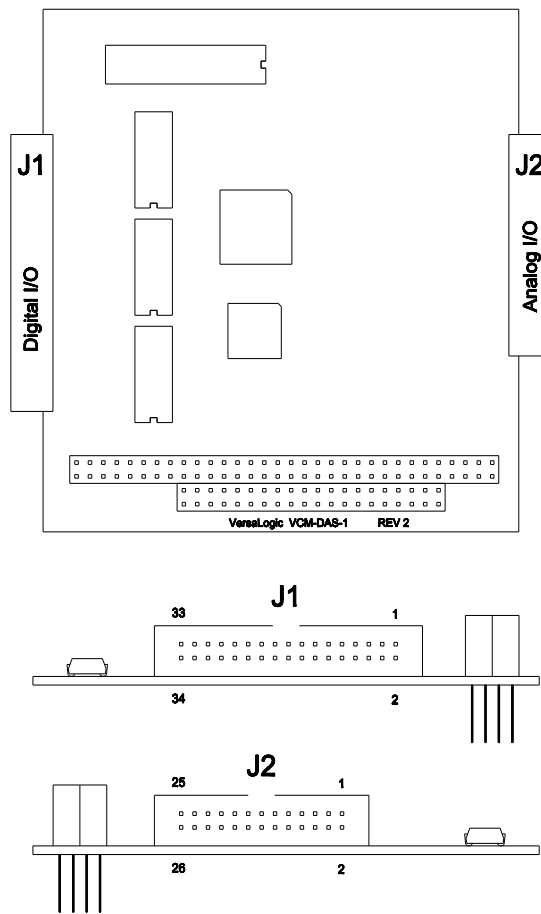 J1
J2
Digital I/O
Analog I/O
VersaLogic VCM-DAS-1 REV 2
J1
33 1
34 2
J2
25 1
26 2